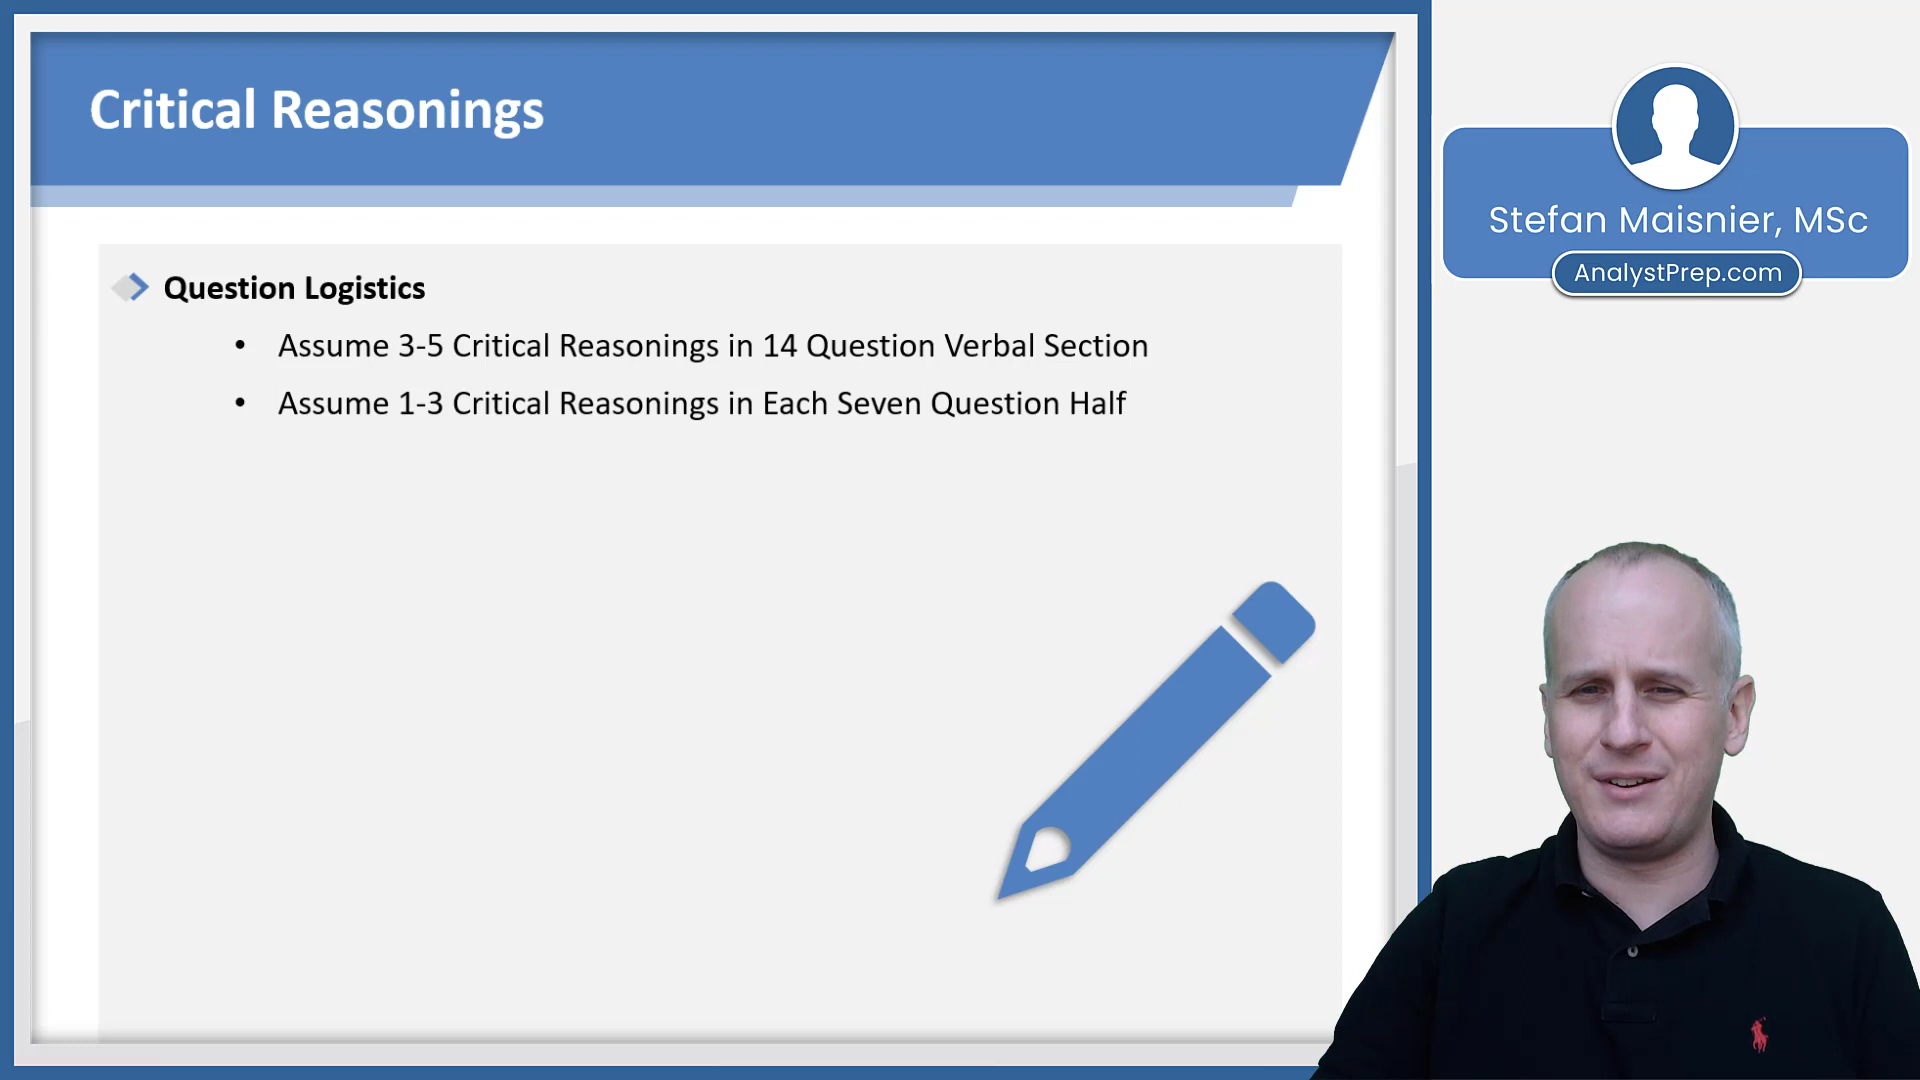 Critical Reasonings
Question Logistics
• Assume 3-5 Critical Reasonings in 14 Question Verbal Section
• Assume 1-3 Critical Reasonings in Each Seven Question Half
Stefan Maisnier, MSc
AnalystPrep.com